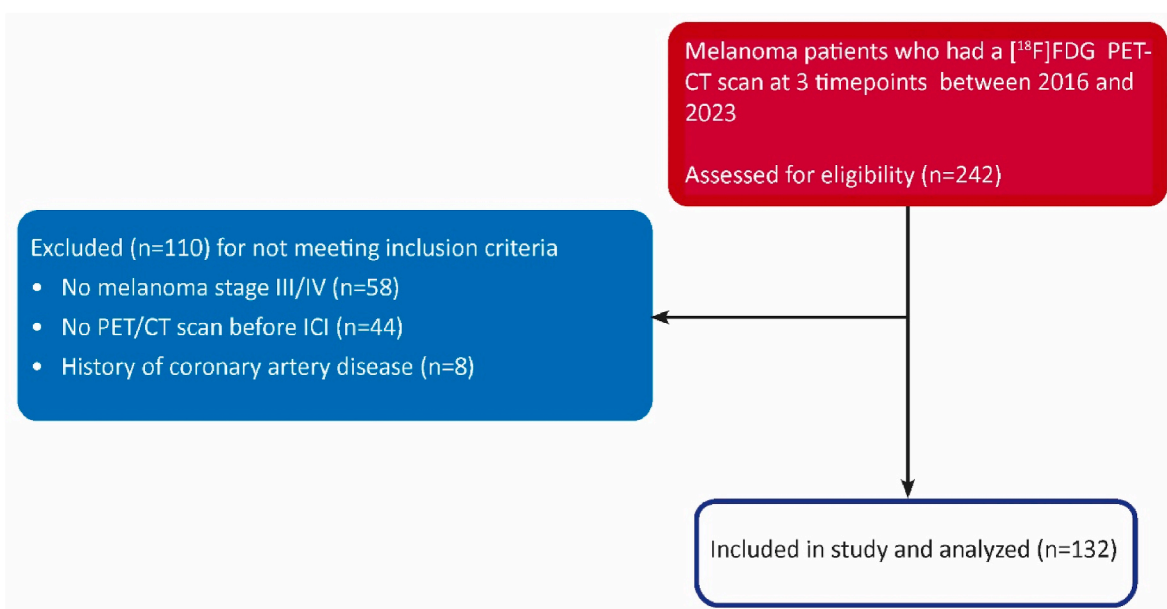 Melanoma patients who had a [¹⁸F]FDG PET-
CT scan at 3 timepoints between 2016 and
2023
Assessed for eligibility (n=242)
Excluded (n=110) for not meeting inclusion criteria
• No melanoma stage III/IV (n=58)
• No PET/CT scan before ICI (n=44)
• History of coronary artery disease (n=8)
Included in study and analyzed (n=132)